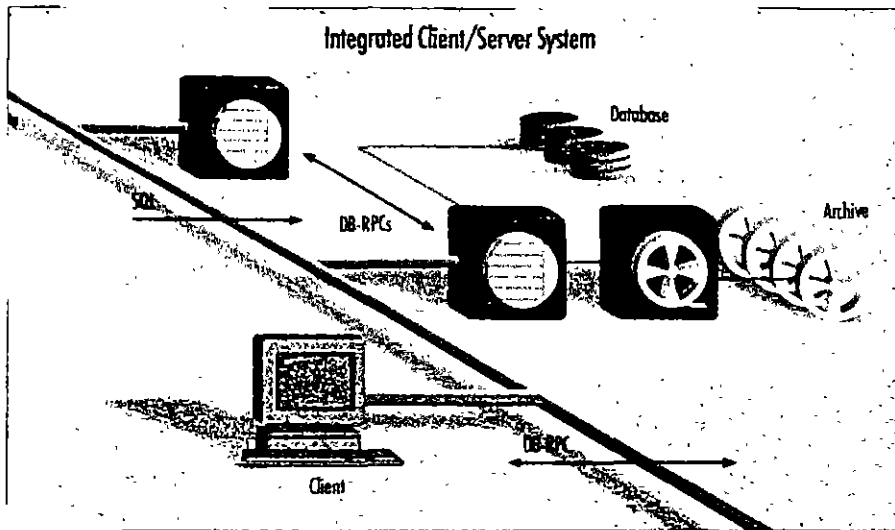 Integrated Client/Server System
Database
SQL
DB-RPCs
Archive
DB-RPC
Client